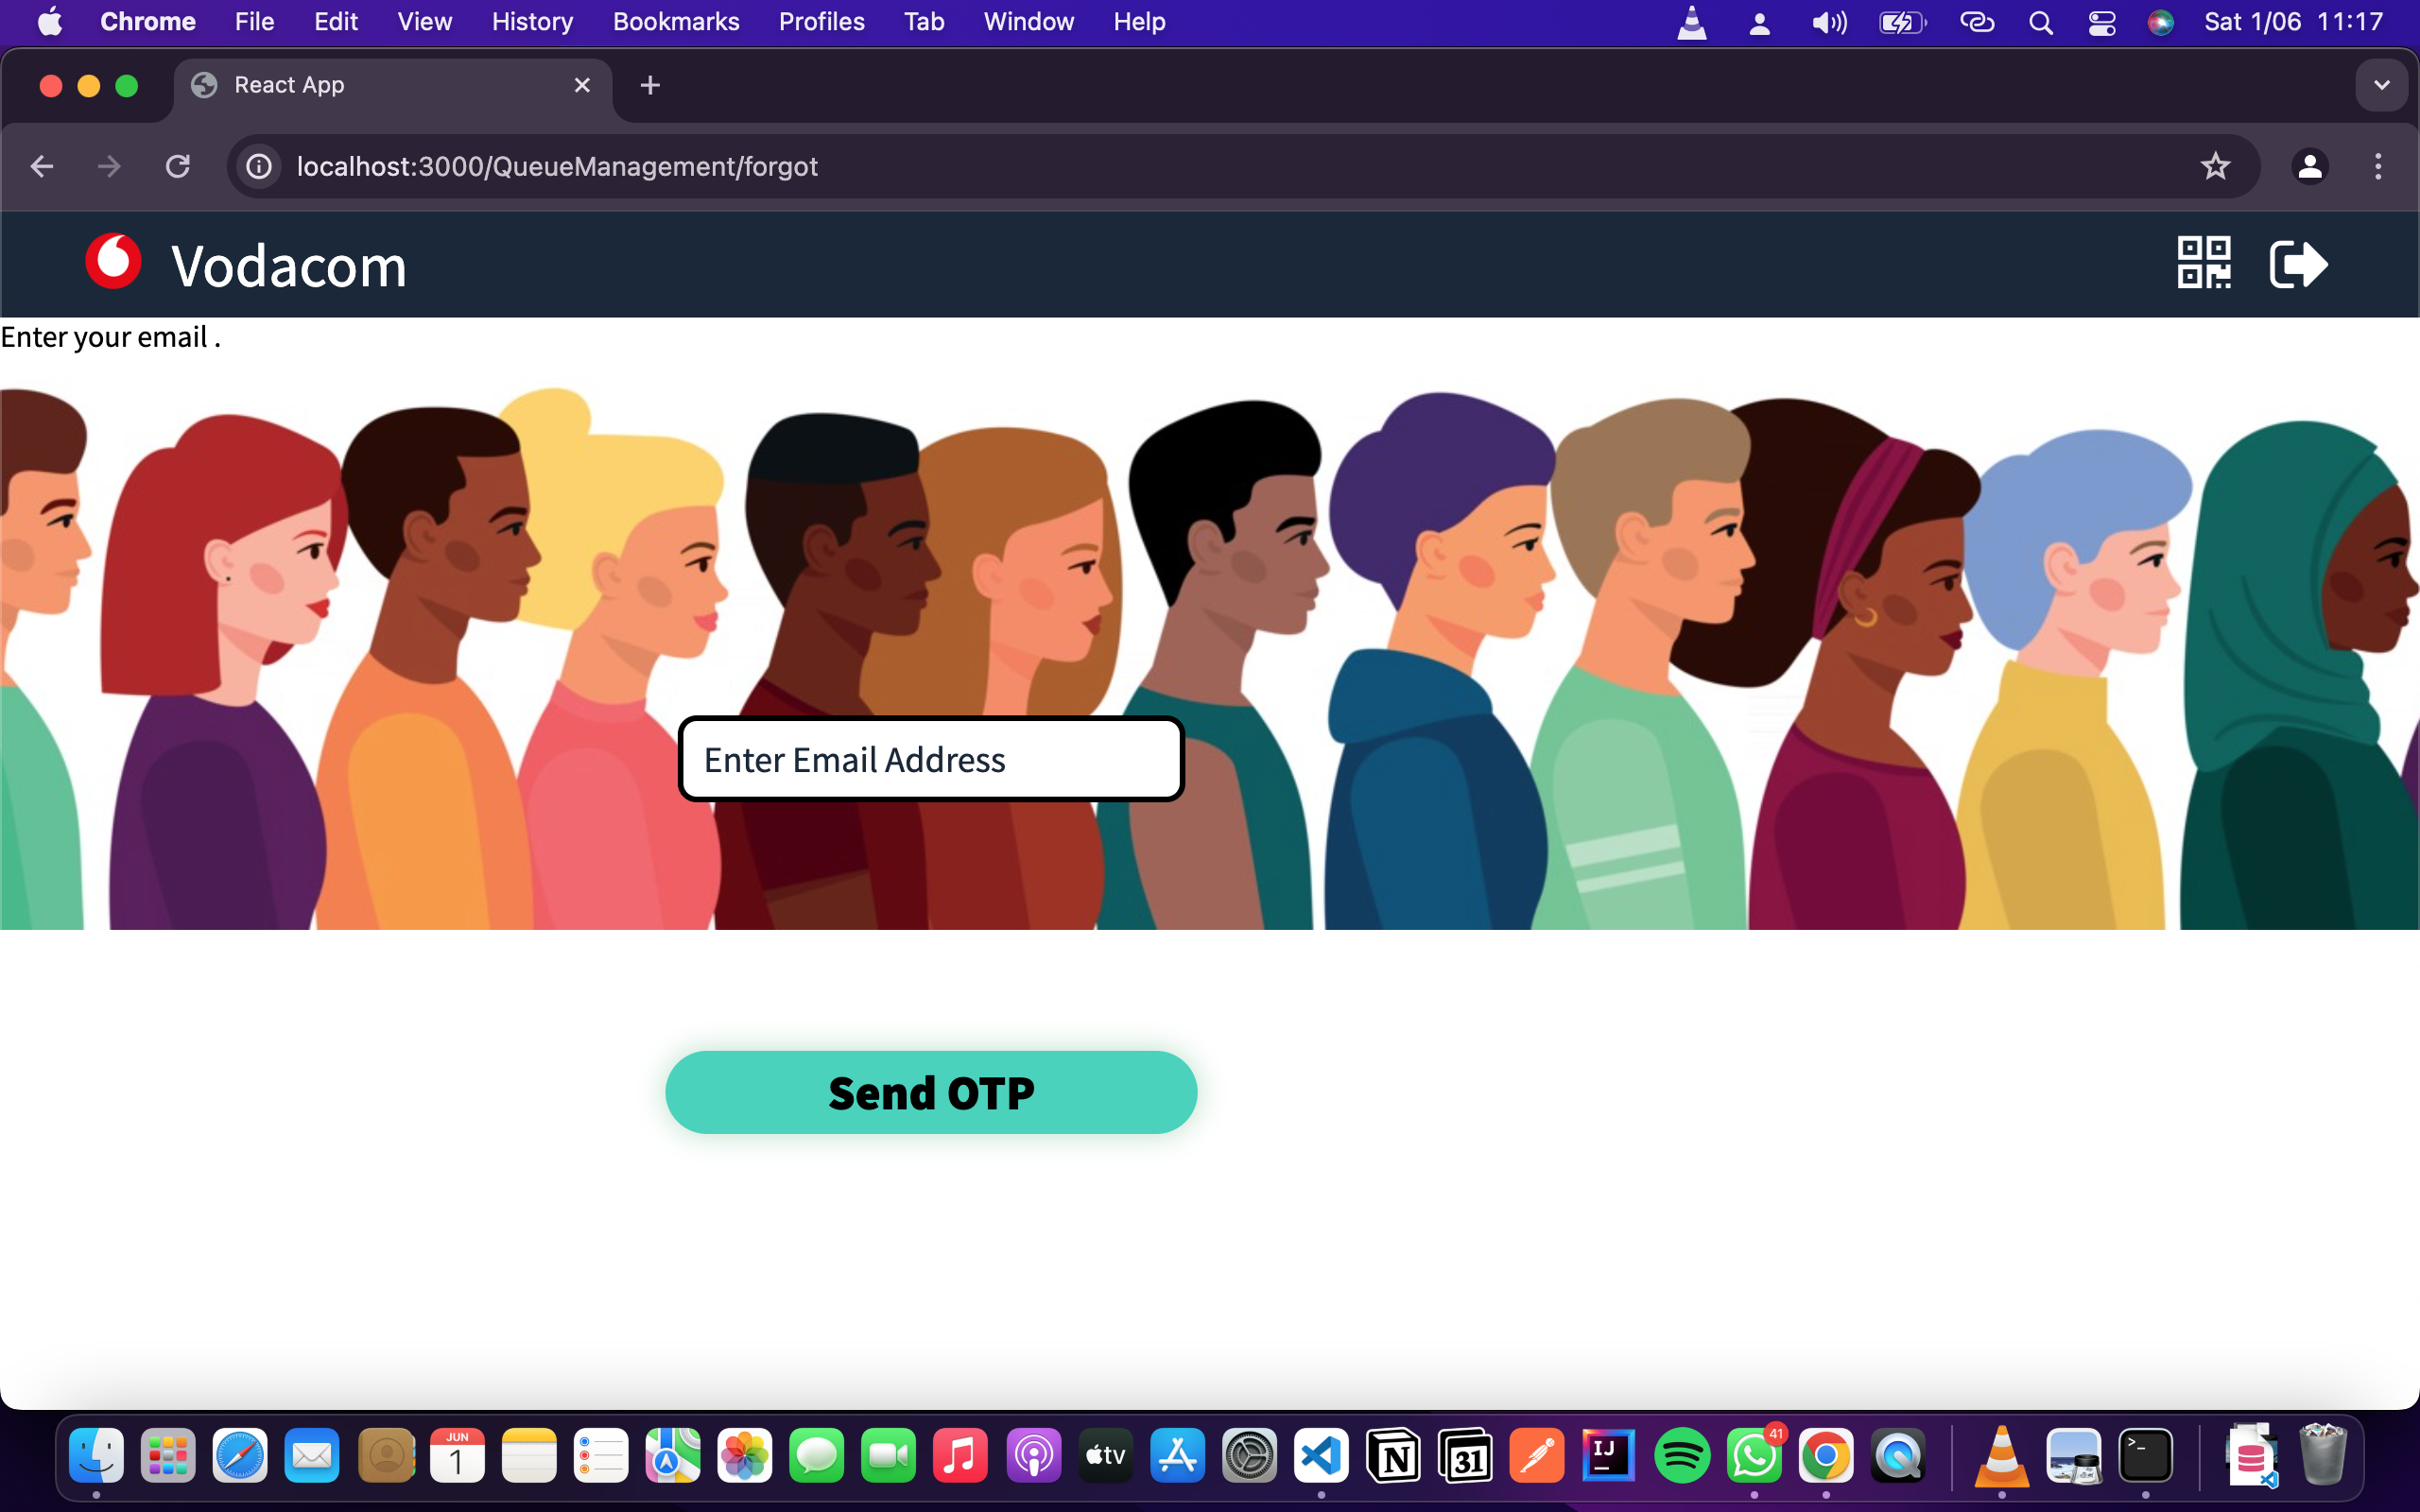 Chrome File Edit View History Bookmarks Profiles Tab Window Help Sat 1/06 11:17
React App
localhost:3000/QueueManagement/forgot
Vodacom
Enter your email .
Enter Email Address
Send OTP
JUN
1
tv
N
31
IJ
41
>_